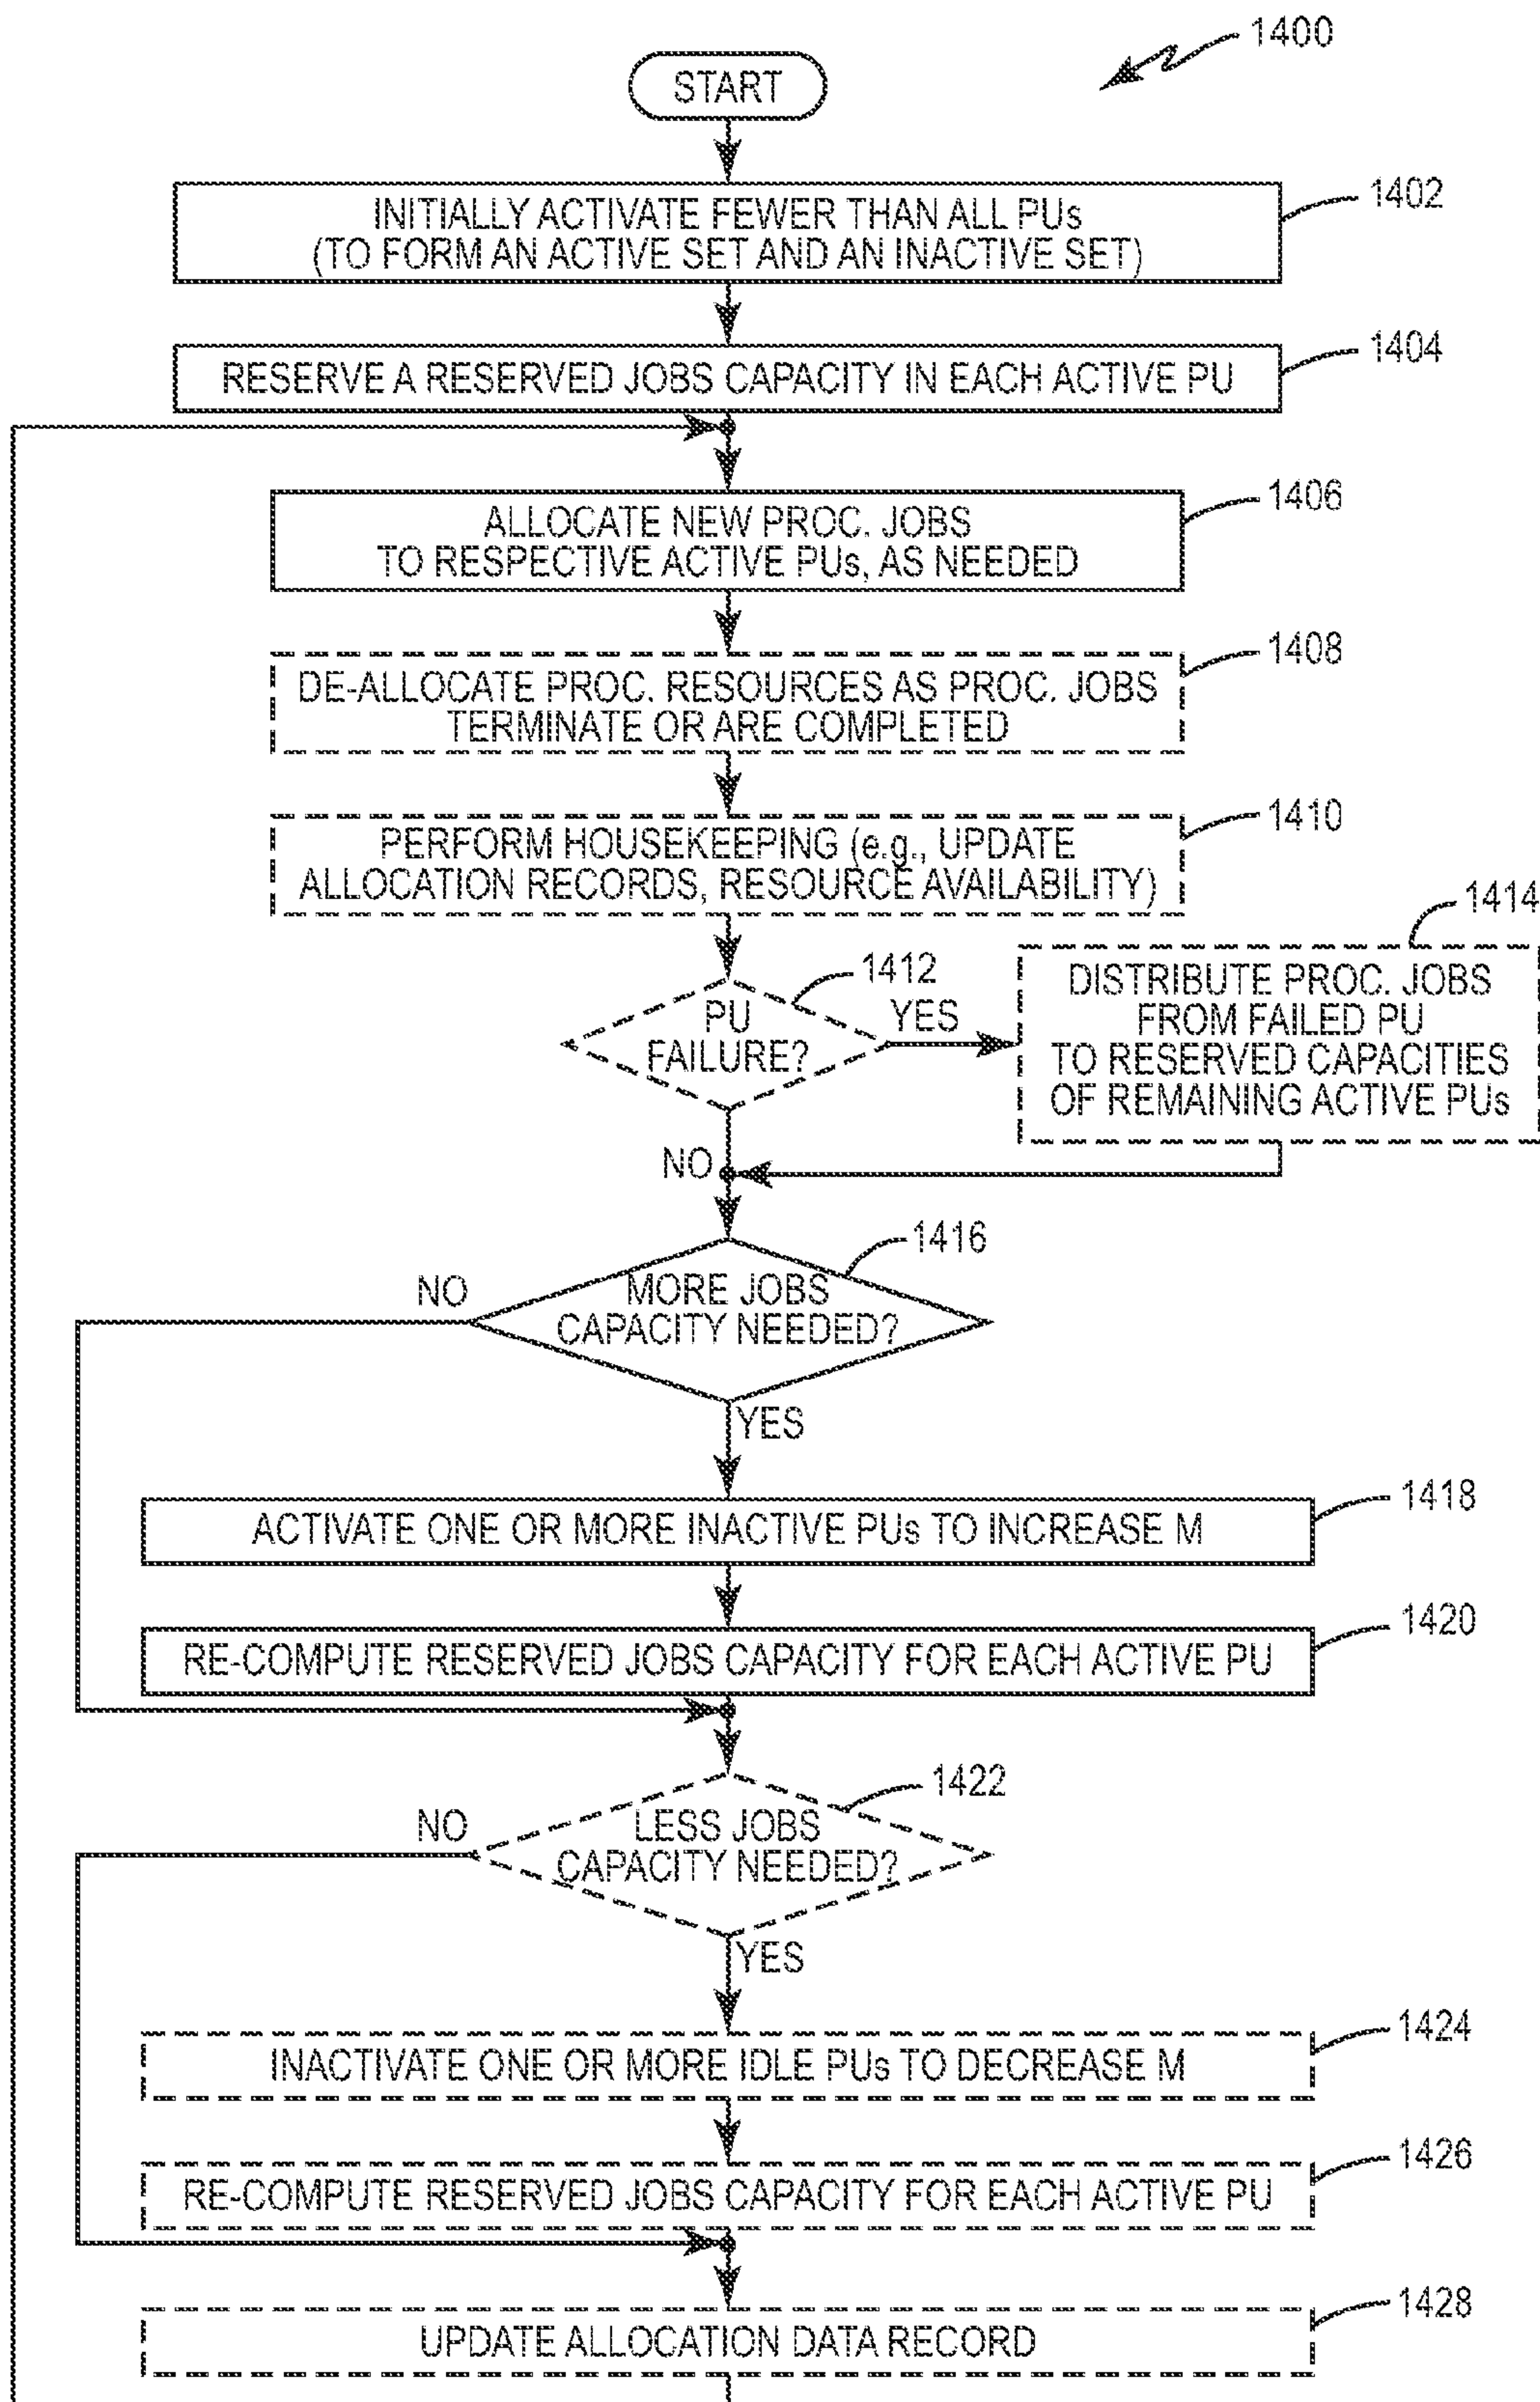 1400
START
INITIALLY ACTIVATE FEWER THAN ALL PUs
(TO FORM AN ACTIVE SET AND AN INACTIVE SET)
1402
RESERVE A RESERVED JOBS CAPACITY IN EACH ACTIVE PU
1404
ALLOCATE NEW PROC. JOBS
TO RESPECTIVE ACTIVE PUs, AS NEEDED
1406
DE-ALLOCATE PROC. RESOURCES AS PROC. JOBS
TERMINATE OR ARE COMPLETED
1408
PERFORM HOUSEKEEPING (e.g., UPDATE
ALLOCATION RECORDS, RESOURCE AVAILABILITY)
1410
PU
FAILURE?
1412
YES
DISTRIBUTE PROC. JOBS
FROM FAILED PU
TO RESERVED CAPACITIES
OF REMAINING ACTIVE PUs
1414
NO
MORE JOBS
CAPACITY NEEDED?
1416
NO
YES
ACTIVATE ONE OR MORE INACTIVE PUs TO INCREASE M
1418
RE-COMPUTE RESERVED JOBS CAPACITY FOR EACH ACTIVE PU
1420
LESS JOBS
CAPACITY NEEDED?
1422
NO
YES
INACTIVATE ONE OR MORE IDLE PUs TO DECREASE M
1424
RE-COMPUTE RESERVED JOBS CAPACITY FOR EACH ACTIVE PU
1426
UPDATE ALLOCATION DATA RECORD
1428